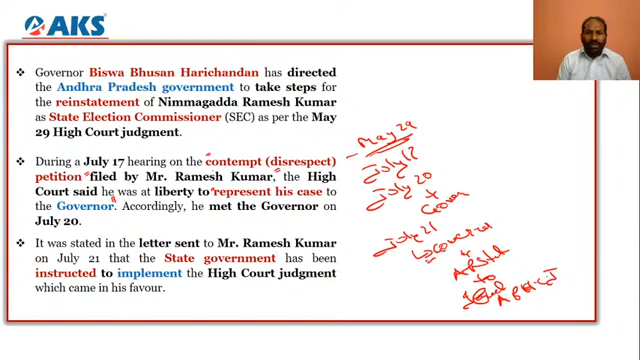 AKS
Governor Biswa Bhusan Harichandan has directed
the Andhra Pradesh government to take steps for
the reinstatement of Nimmagadda Ramesh Kumar
as State Election Commissioner (SEC) as per the May
29 High Court judgment.
During a July 17 hearing on the contempt (disrespect)
petition filed by Mr. Ramesh Kumar, the High
Court said he was at liberty to represent his case to
the Governor. Accordingly, he met the Governor on
July 20.
It was stated in the letter sent to Mr. Ramesh Kumar
on July 21 that the State government has been
instructed to implement the High Court judgment
which came in his favour.
May 29
July 17
July 20
July 21
Governor
to